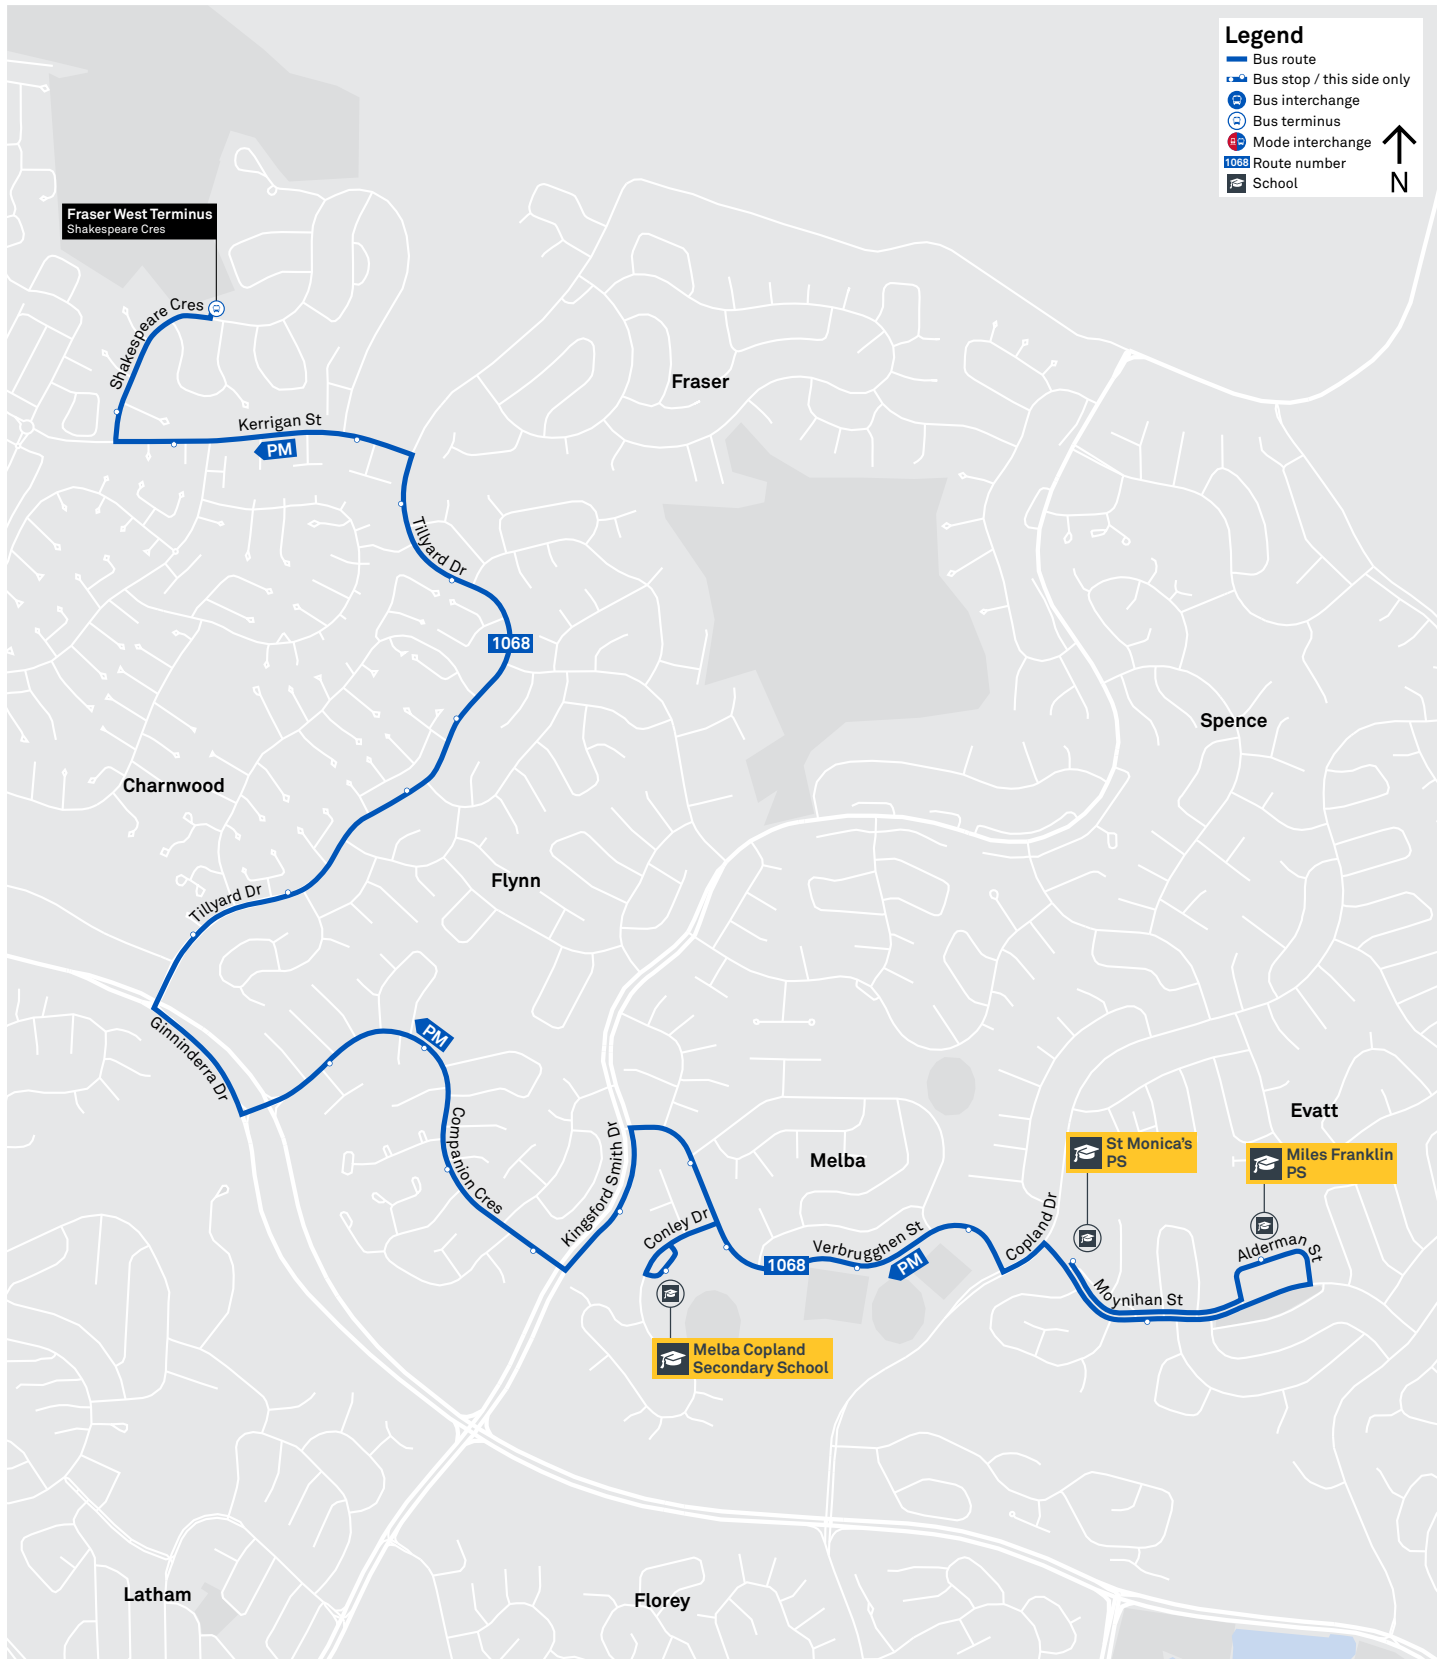 Legend
Bus route
Bus stop / this side only
Bus interchange
Bus terminus
Mode interchange
1068 Route number
School
N
Fraser West Terminus
Shakespeare Cres
Shakespeare Cres
Fraser
Kerrigan St
PM
Tillyard Dr
1068
Spence
Charnwood
Flynn
Tillyard Dr
Ginninderra Dr
PM
Companion Cres
Kingsford Smith Dr
Evatt
St Monica's
PS
Miles Franklin
PS
Melba
Conley Dr
Verbrugghen St
1068
PM
Copland Dr
Alderman St
Moynihan St
Melba Copland
Secondary School
Latham
Florey